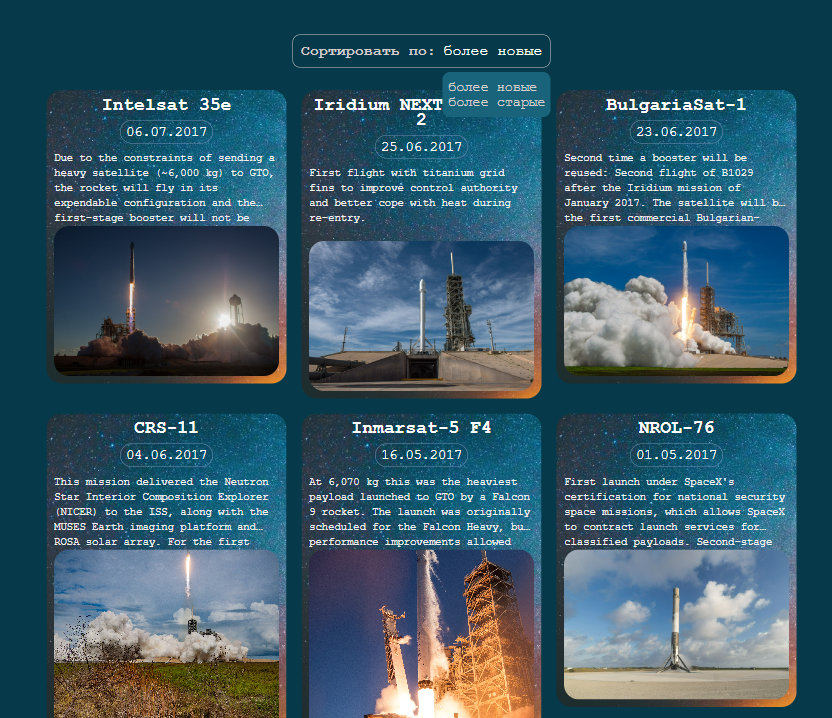 Сортировать по: более новые
более новые
более старые
Intelsat 35e
06.07.2017
Due to the constraints of sending a
heavy satellite (~6,000 kg) to GTO,
the rocket will fly in its
expendable configuration and the…
first-stage booster will not be
Iridium NEXT
2
25.06.2017
First flight with titanium grid
fins to improve control authority
and better cope with heat during
re-entry.
BulgariaSat-1
23.06.2017
Second time a booster will be
reused: Second flight of B1029
after the Iridium mission of
January 2017. The satellite will b…
the first commercial Bulgarian-
CRS-11
04.06.2017
This mission delivered the Neutron
Star Interior Composition Explorer
(NICER) to the ISS, along with the
MUSES Earth imaging platform and…
ROSA solar array. For the first
Inmarsat-5 F4
16.05.2017
At 6,070 kg this was the heaviest
payload launched to GTO by a Falcon
9 rocket. The launch was originally
scheduled for the Falcon Heavy, bu…
performance improvements allowed
NROL-76
01.05.2017
First launch under SpaceX's
certification for national security
space missions, which allows SpaceX
to contract launch services for…
classified payloads. Second-stage